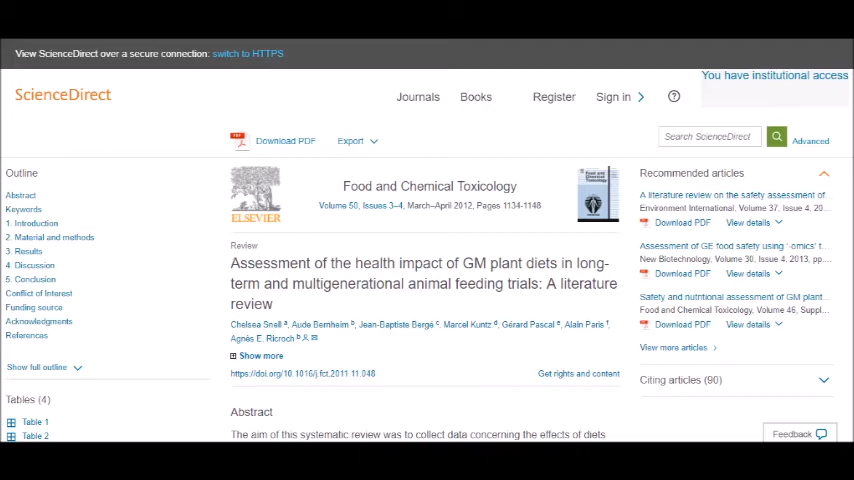 View ScienceDirect over a secure connection: switch to HTTPS
You have institutional access
ScienceDirect
Journals Books Register Sign in
Download PDF Export
Search ScienceDirect
Advanced
Outline
Abstract
Keywords
1. Introduction
2. Material and methods
3. Results
4. Discussion
5. Conclusion
Conflict of Interest
Funding source
Acknowledgments
References
Show full outline
Tables (4)
Table 1
Table 2
ELSEVIER
Food and Chemical Toxicology
Volume 50, Issues 3–4, March–April 2012, Pages 1134-1148
Review
Assessment of the health impact of GM plant diets in long-
term and multigenerational animal feeding trials: A literature
review
Chelsea Snell a, Aude Bernheim b, Jean-Baptiste Bergé c, Marcel Kuntz d, Gérard Pascal e, Alain Paris f,
Agnès E. Ricroch b
Show more
https://doi.org/10.1016/j.fct.2011.11.048
Get rights and content
Abstract
The aim of this systematic review was to collect data concerning the effects of diets
Recommended articles
A literature review on the safety assessment of...
Environment International, Volume 37, Issue 4, 20...
Download PDF View details
Assessment of GE food safety using '-omics' t...
New Biotechnology, Volume 30, Issue 4, 2013, pp....
Download PDF View details
Safety and nutritional assessment of GM plant...
Food and Chemical Toxicology, Volume 46, Suppl...
Download PDF View details
View more articles
Citing articles (90)
Feedback